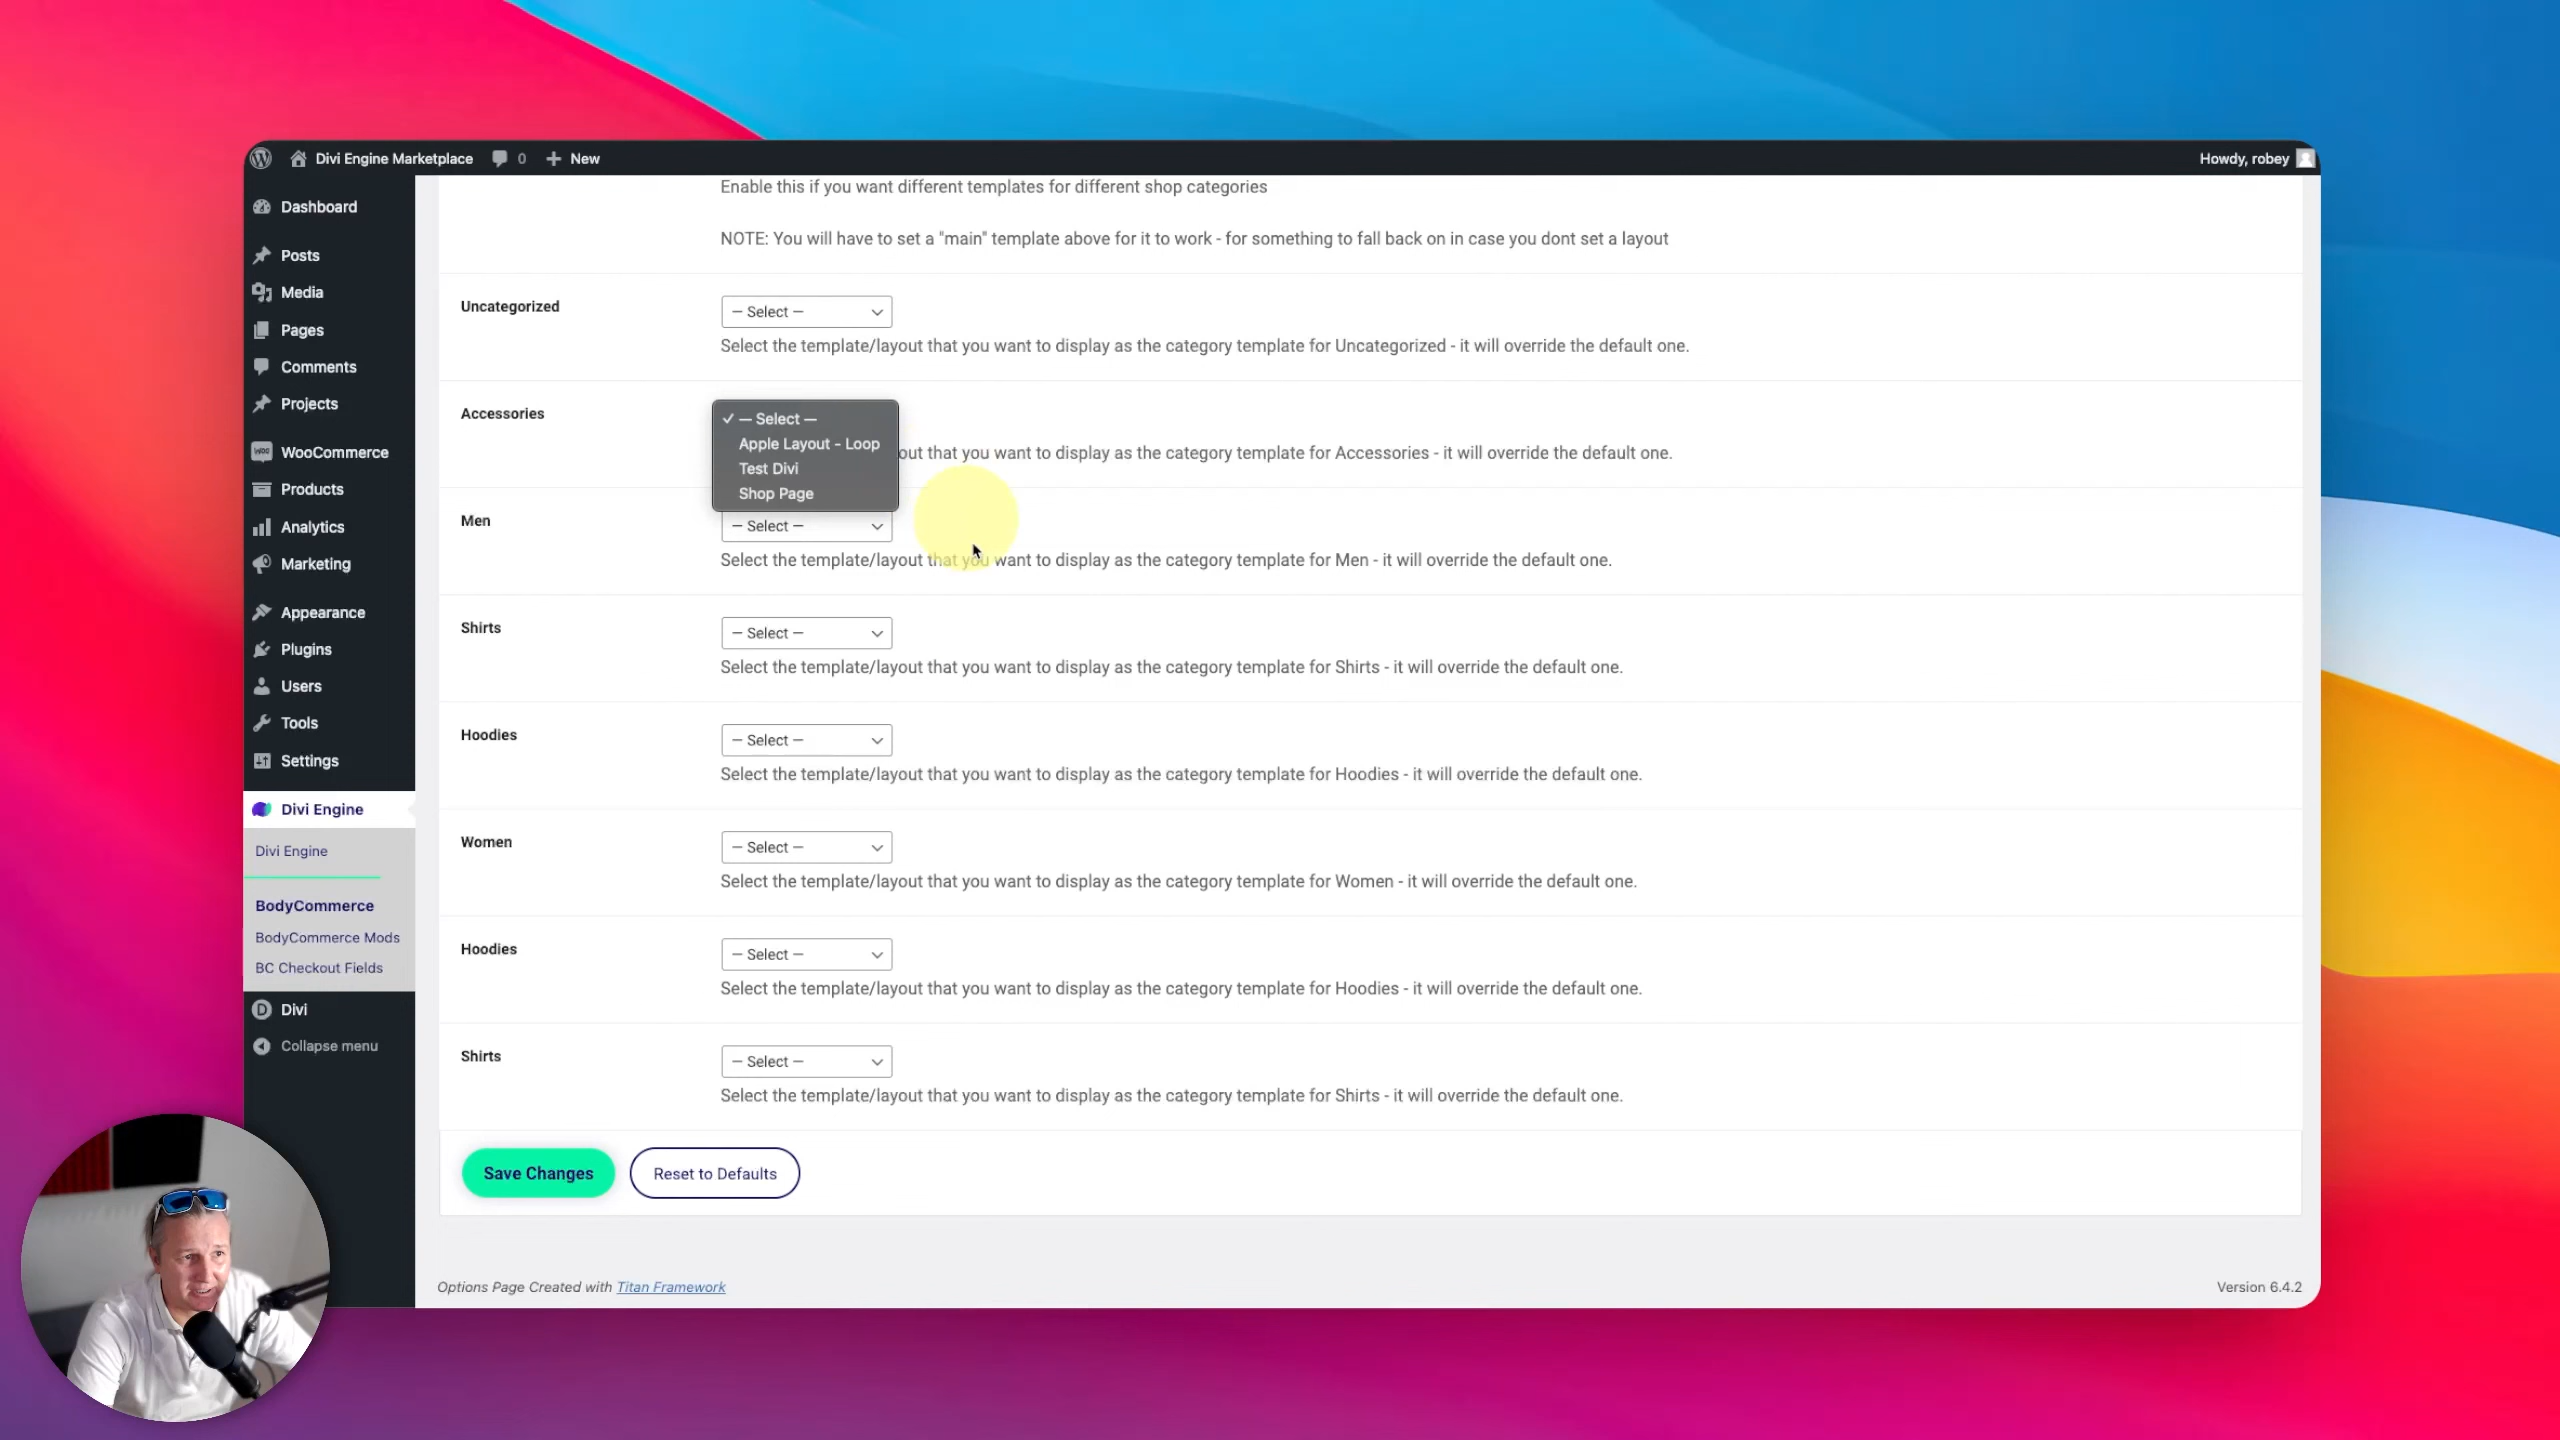 Divi Engine Marketplace 0 New Howdy, robey
Dashboard
Posts
Media
Pages
Comments
Projects
WooCommerce
Products
Analytics
Marketing
Appearance
Plugins
Users
Tools
Settings
Divi Engine
Divi Engine
BodyCommerce
BodyCommerce Mods
BC Checkout Fields
Divi
Collapse menu
Enable this if you want different templates for different shop categories
NOTE: You will have to set a "main" template above for it to work - for something to fall back on in case you dont set a layout
Uncategorized
— Select —
Select the template/layout that you want to display as the category template for Uncategorized - it will override the default one.
Accessories
✓ — Select —
Apple Layout - Loop
Test Divi
Shop Page
out that you want to display as the category template for Accessories - it will override the default one.
Men
— Select —
Select the template/layout that you want to display as the category template for Men - it will override the default one.
Shirts
— Select —
Select the template/layout that you want to display as the category template for Shirts - it will override the default one.
Hoodies
— Select —
Select the template/layout that you want to display as the category template for Hoodies - it will override the default one.
Women
— Select —
Select the template/layout that you want to display as the category template for Women - it will override the default one.
Hoodies
— Select —
Select the template/layout that you want to display as the category template for Hoodies - it will override the default one.
Shirts
— Select —
Select the template/layout that you want to display as the category template for Shirts - it will override the default one.
Save Changes
Reset to Defaults
Options Page Created with Titan Framework
Version 6.4.2